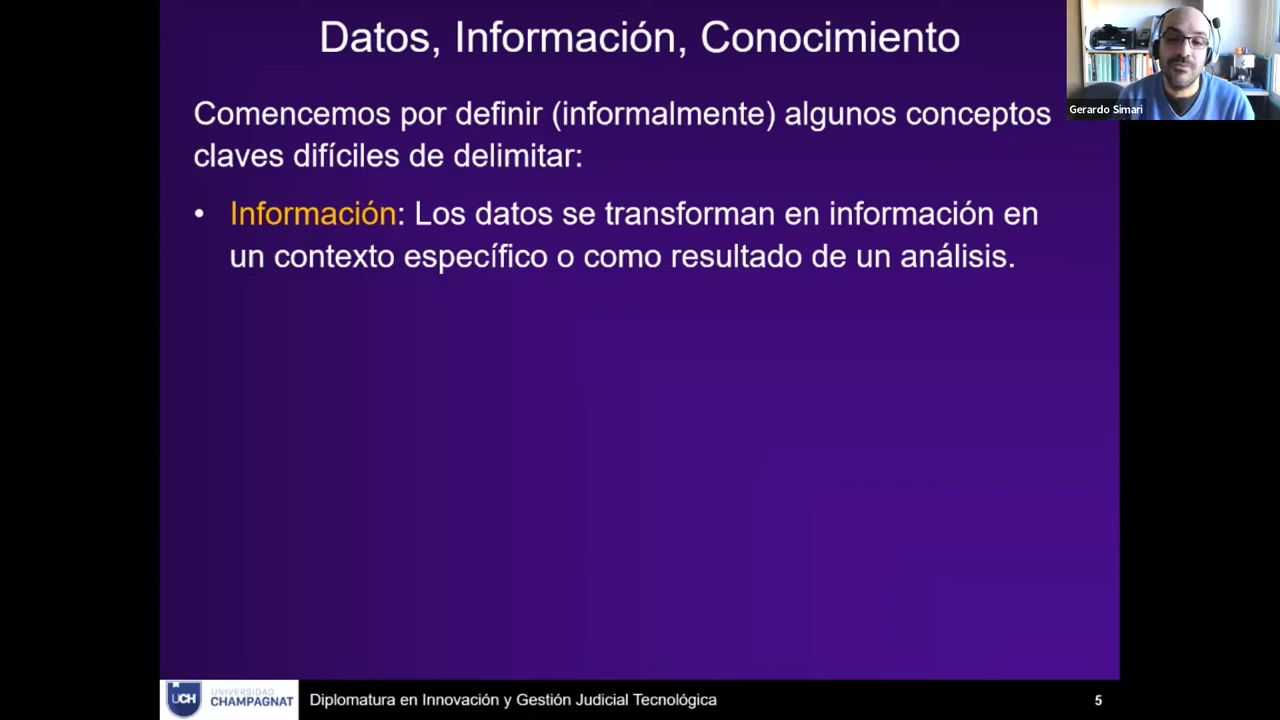 Datos, Información, Conocimiento
Gerardo Simari
Comencemos por definir (informalmente) algunos conceptos
claves difíciles de delimitar:
• Información: Los datos se transforman en información en
un contexto específico o como resultado de un análisis.
UCH
UNIVERSIDAD
CHAMPAGNAT
Diplomatura en Innovación y Gestión Judicial Tecnológica
5